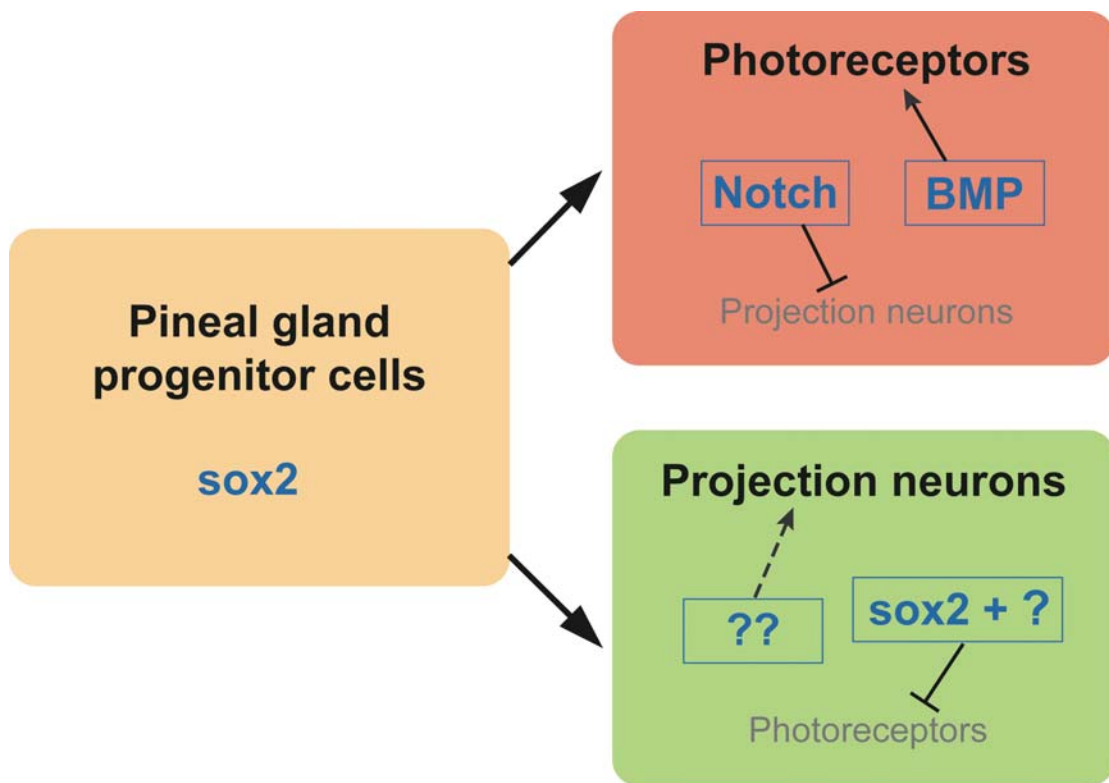 Pineal gland
progenitor cells
sox2
Photoreceptors
Notch
BMP
Projection neurons
Projection neurons
??
sox2 + ?
Photoreceptors